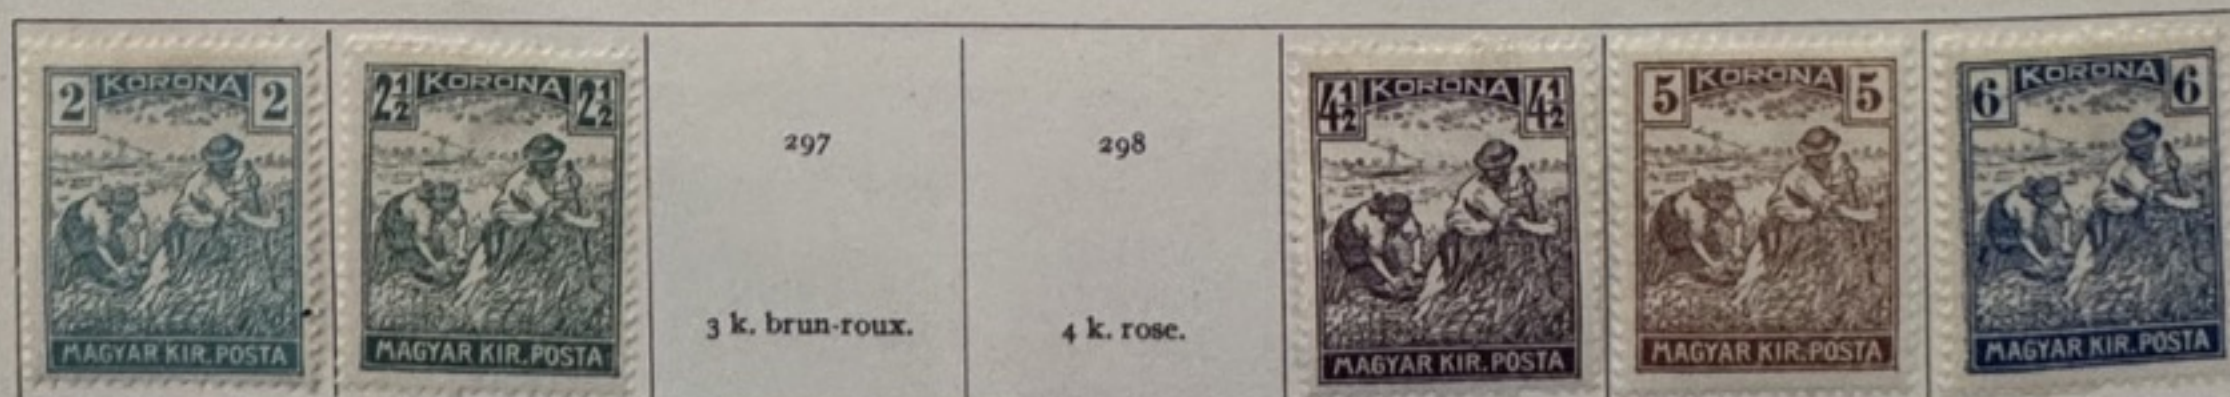 2 KORONA 2
MAGYAR KIR. POSTA
2½ KORONA 2½
MAGYAR KIR. POSTA
297
3 k. brun-roux.
298
4 k. rose.
4½ KORONA 4½
MAGYAR KIR. POSTA
5 KORONA 5
MAGYAR KIR. POSTA
6 KORONA 6
MAGYAR KIR. POSTA